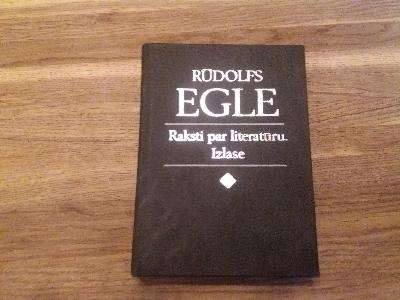 RŪDOLFS
EGLE
Raksti par literatūru.
Izlase